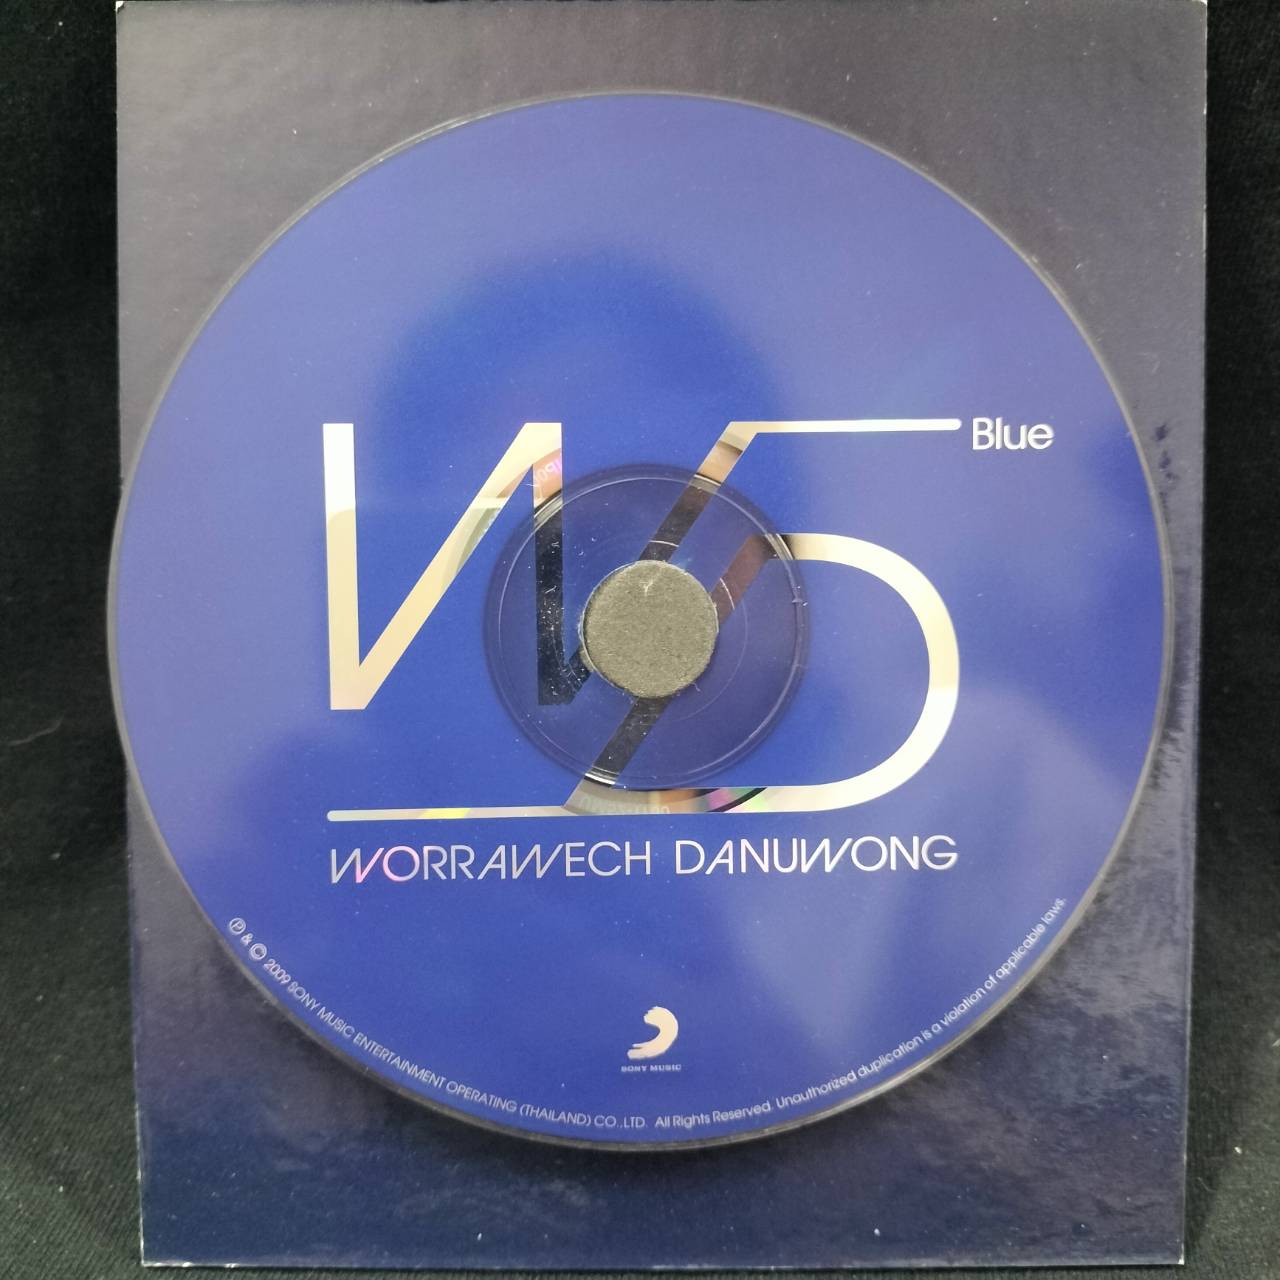 W5
Blue
WORRAWECH DANUWONG
SONY MUSIC
℗ & © 2009 SONY MUSIC ENTERTAINMENT OPERATING (THAILAND) CO.,LTD. All Rights Reserved. Unauthorized duplication is a violation of applicable laws.